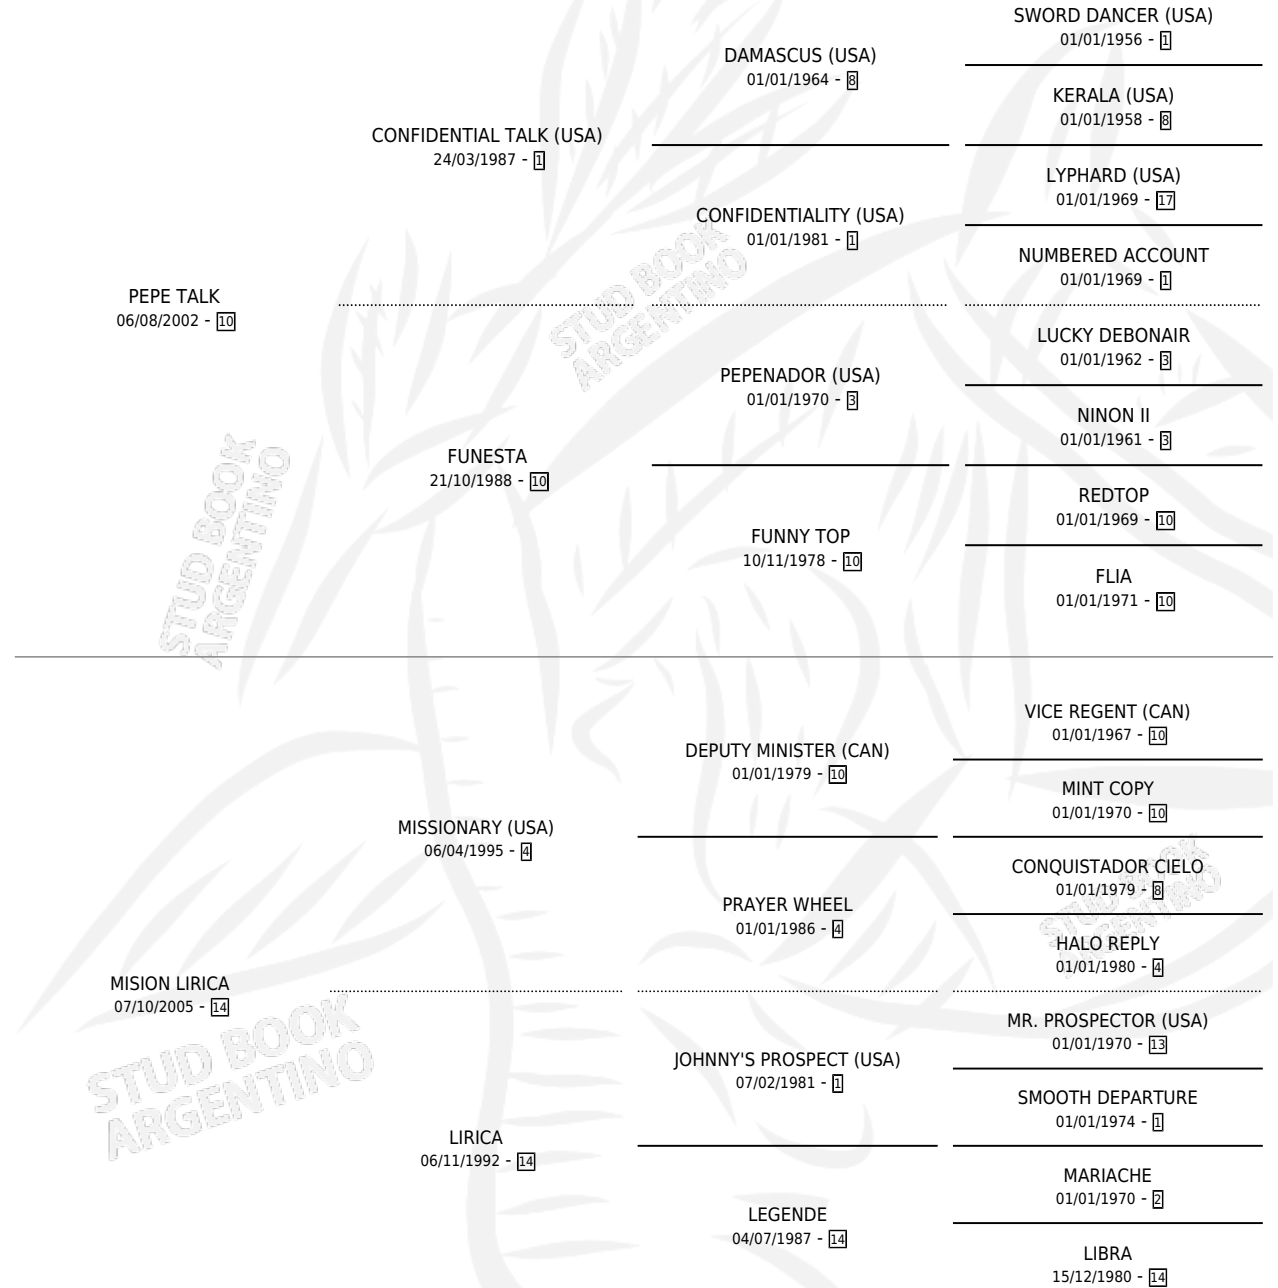 SWORD DANCER (USA)
01/01/1956 - 1
DAMASCUS (USA)
01/01/1964 - 8
KERALA (USA)
01/01/1958 - 8
CONFIDENTIAL TALK (USA)
24/03/1987 - 1
LYPHARD (USA)
01/01/1969 - 17
CONFIDENTIALITY (USA)
01/01/1981 - 1
NUMBERED ACCOUNT
01/01/1969 - 1
PEPE TALK
06/08/2002 - 10
LUCKY DEBONAIR
01/01/1962 - 3
PEPENADOR (USA)
01/01/1970 - 3
NINON II
01/01/1961 - 3
FUNESTA
21/10/1988 - 10
REDTOP
01/01/1969 - 10
FUNNY TOP
10/11/1978 - 10
FLIA
01/01/1971 - 10
VICE REGENT (CAN)
01/01/1967 - 10
DEPUTY MINISTER (CAN)
01/01/1979 - 10
MINT COPY
01/01/1970 - 10
MISSIONARY (USA)
06/04/1995 - 4
CONQUISTADOR CIELO
01/01/1979 - 8
PRAYER WHEEL
01/01/1986 - 4
HALO REPLY
01/01/1980 - 4
MISION LIRICA
07/10/2005 - 14
MR. PROSPECTOR (USA)
01/01/1970 - 13
JOHNNY'S PROSPECT (USA)
07/02/1981 - 1
SMOOTH DEPARTURE
01/01/1974 - 1
LIRICA
06/11/1992 - 14
MARIACHE
01/01/1970 - 2
LEGENDE
04/07/1987 - 14
LIBRA
15/12/1980 - 14
STUD BOOK
ARGENTINO
STUD BOOK
ARGENTINO
STUD BOOK
ARGENTINO
STUD BOOK
ARGENTINO